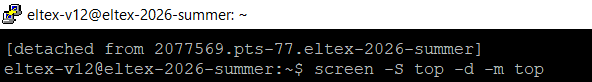 eltex-v12@eltex-2026-summer: ~
[detached from 2077569.pts-77.eltex-2026-summer]
eltex-v12@eltex-2026-summer:~$ screen -S top -d -m top